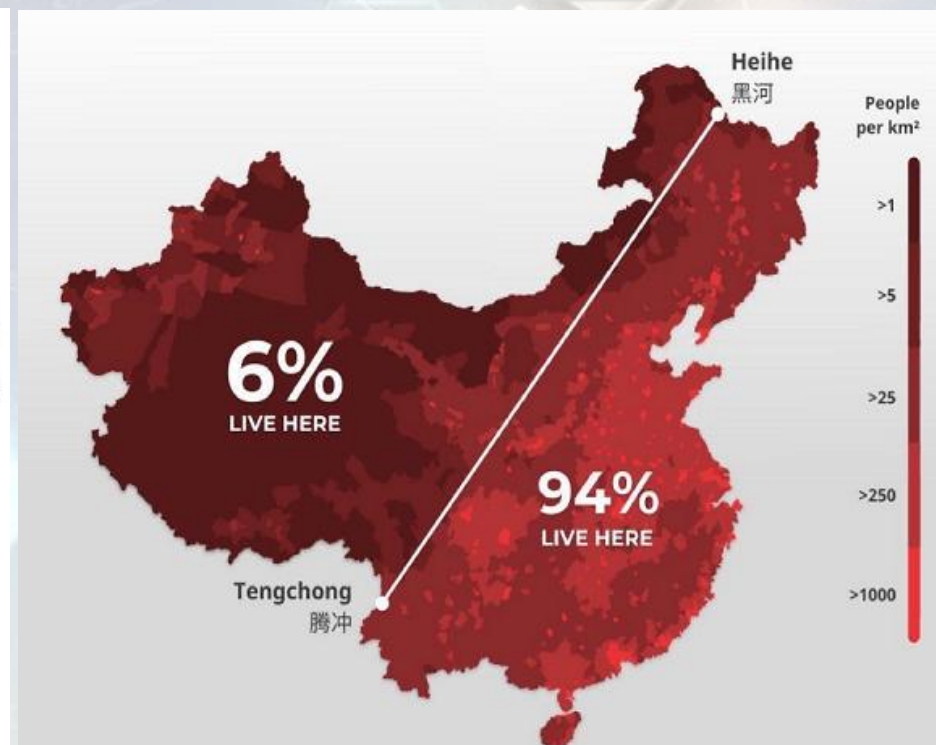 Heihe
黑河
People
per km²
>1
>5
>25
>250
>1000
6%
LIVE HERE
94%
LIVE HERE
Tengchong
腾冲